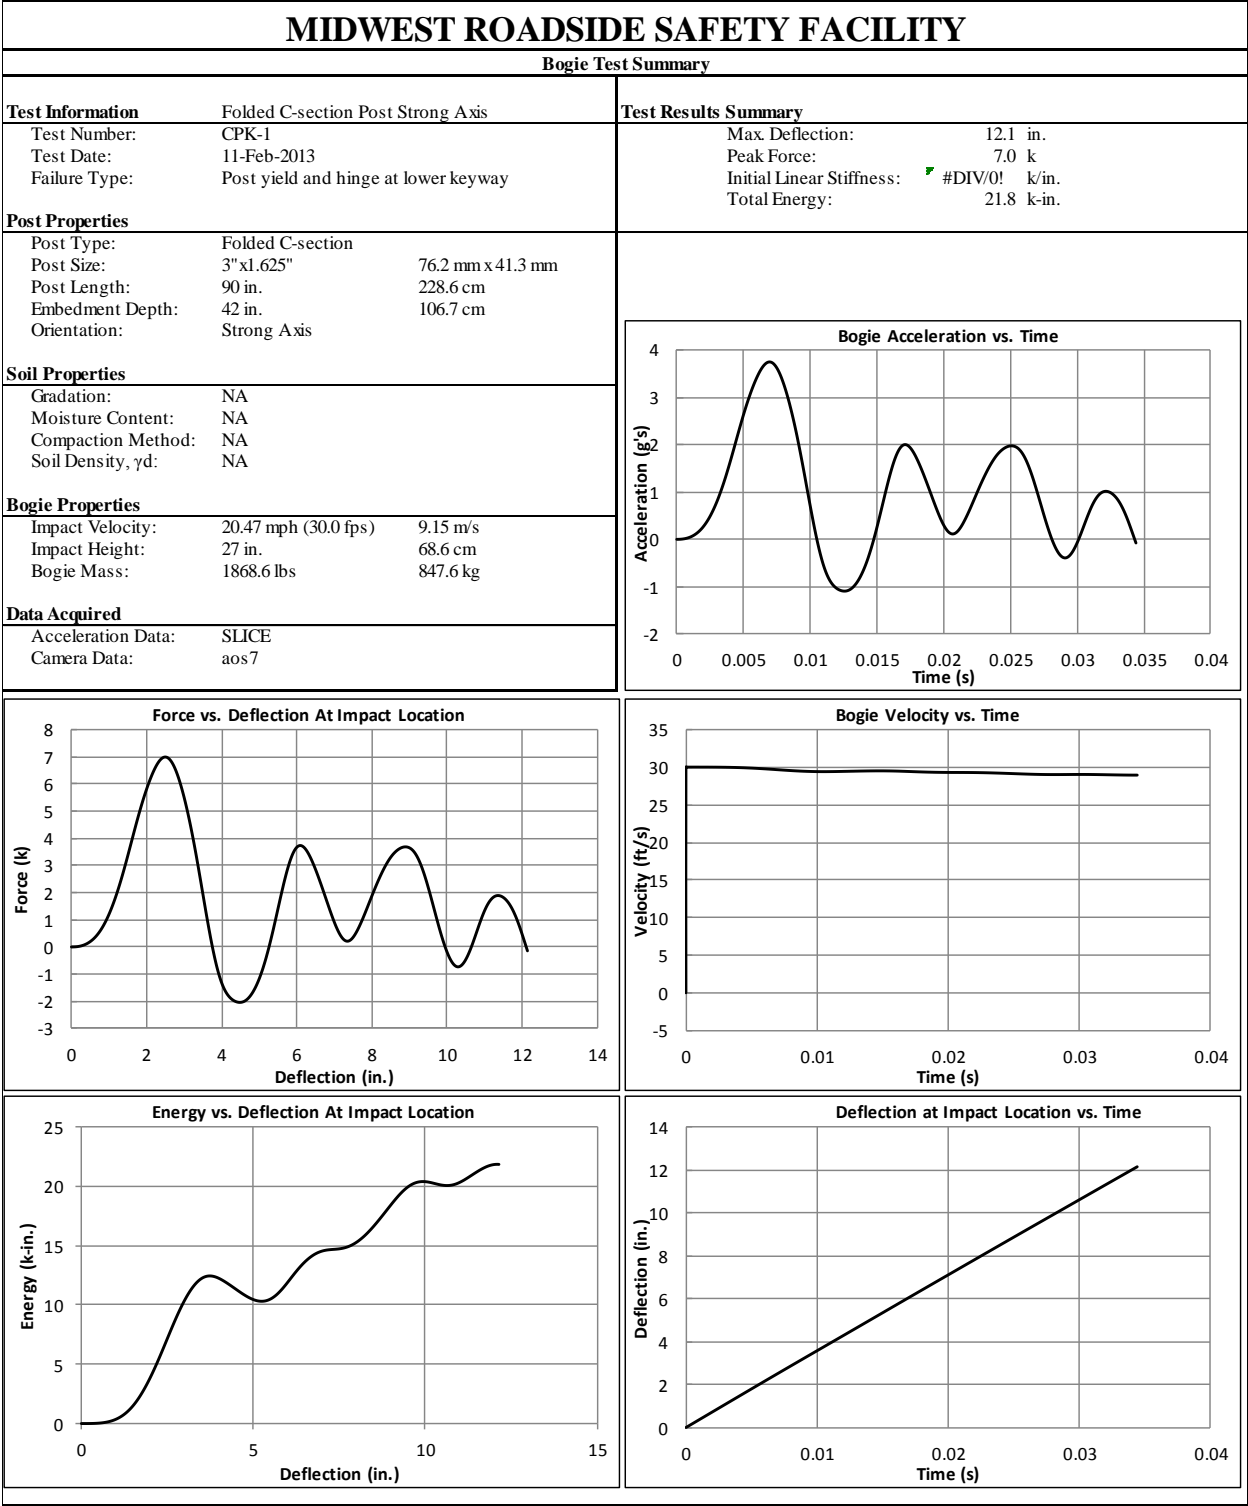 MIDWEST ROADSIDE SAFETY FACILITY
Bogie Test Summary
Test Information Folded C-section Post Strong Axis
Test Number: CPK-1
Test Date: 11-Feb-2013
Failure Type: Post yield and hinge at lower keyway
Post Properties
Post Type: Folded C-section
Post Size: 3"x1.625" 76.2 mm x 41.3 mm
Post Length: 90 in. 228.6 cm
Embedment Depth: 42 in. 106.7 cm
Orientation: Strong Axis
Soil Properties
Gradation: NA
Moisture Content: NA
Compaction Method: NA
Soil Density, γd: NA
Bogie Properties
Impact Velocity: 20.47 mph (30.0 fps) 9.15 m/s
Impact Height: 27 in. 68.6 cm
Bogie Mass: 1868.6 lbs 847.6 kg
Data Acquired
Acceleration Data: SLICE
Camera Data: aos7
Test Results Summary
Max. Deflection: 12.1 in.
Peak Force: 7.0 k
Initial Linear Stiffness: #DIV/0! k/in.
Total Energy: 21.8 k-in.
Bogie Acceleration vs. Time
4
3
2
1
0
-1
-2
Acceleration (g's)
0 0.005 0.01 0.015 0.02 0.025 0.03 0.035 0.04
Time (s)
Force vs. Deflection At Impact Location
8
7
6
5
4
3
2
1
0
-1
-2
-3
Force (k)
0 2 4 6 8 10 12 14
Deflection (in.)
Bogie Velocity vs. Time
35
30
25
20
15
10
5
0
-5
Velocity (ft/s)
0 0.01 0.02 0.03 0.04
Time (s)
Energy vs. Deflection At Impact Location
25
20
15
10
5
0
Energy (k-in.)
0 5 10 15
Deflection (in.)
Deflection at Impact Location vs. Time
14
12
10
8
6
4
2
0
Deflection (in.)
0 0.01 0.02 0.03 0.04
Time (s)